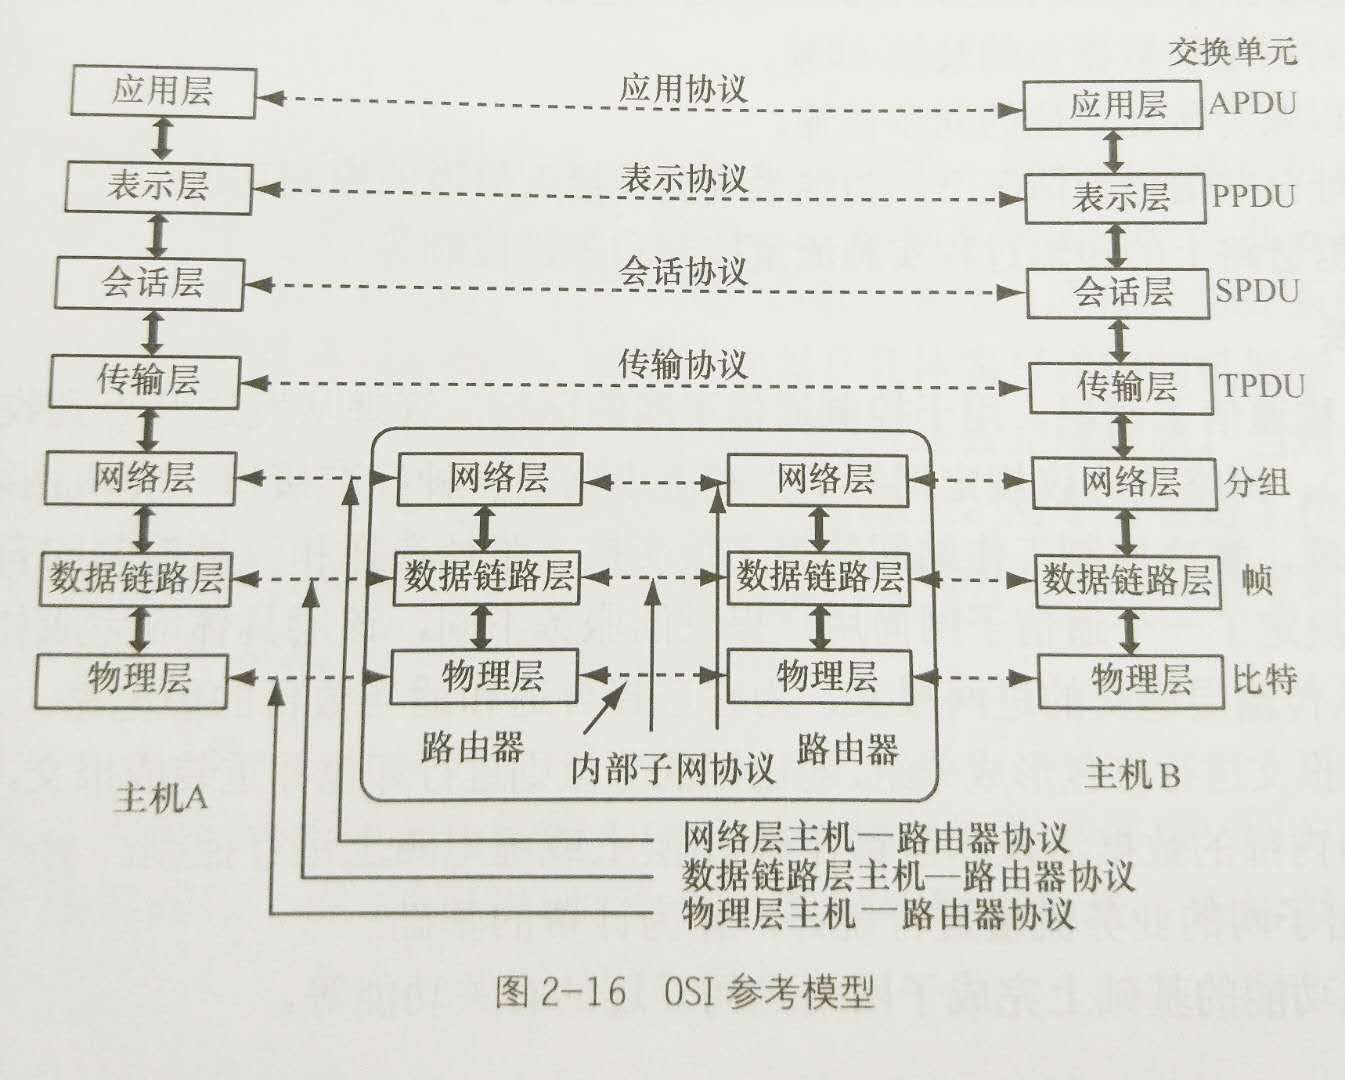 交换单元
应用层 应用协议 应用层 APDU
表示层 表示协议 表示层 PPDU
会话层 会话协议 会话层 SPDU
传输层 传输协议 传输层 TPDU
网络层 网络层 网络层 网络层 分组
数据链路层 数据链路层 数据链路层 数据链路层 帧
物理层 物理层 物理层 物理层 比特
路由器 内部子网协议 路由器
主机A 主机B
网络层主机—路由器协议
数据链路层主机—路由器协议
物理层主机—路由器协议
图2-16 OSI参考模型